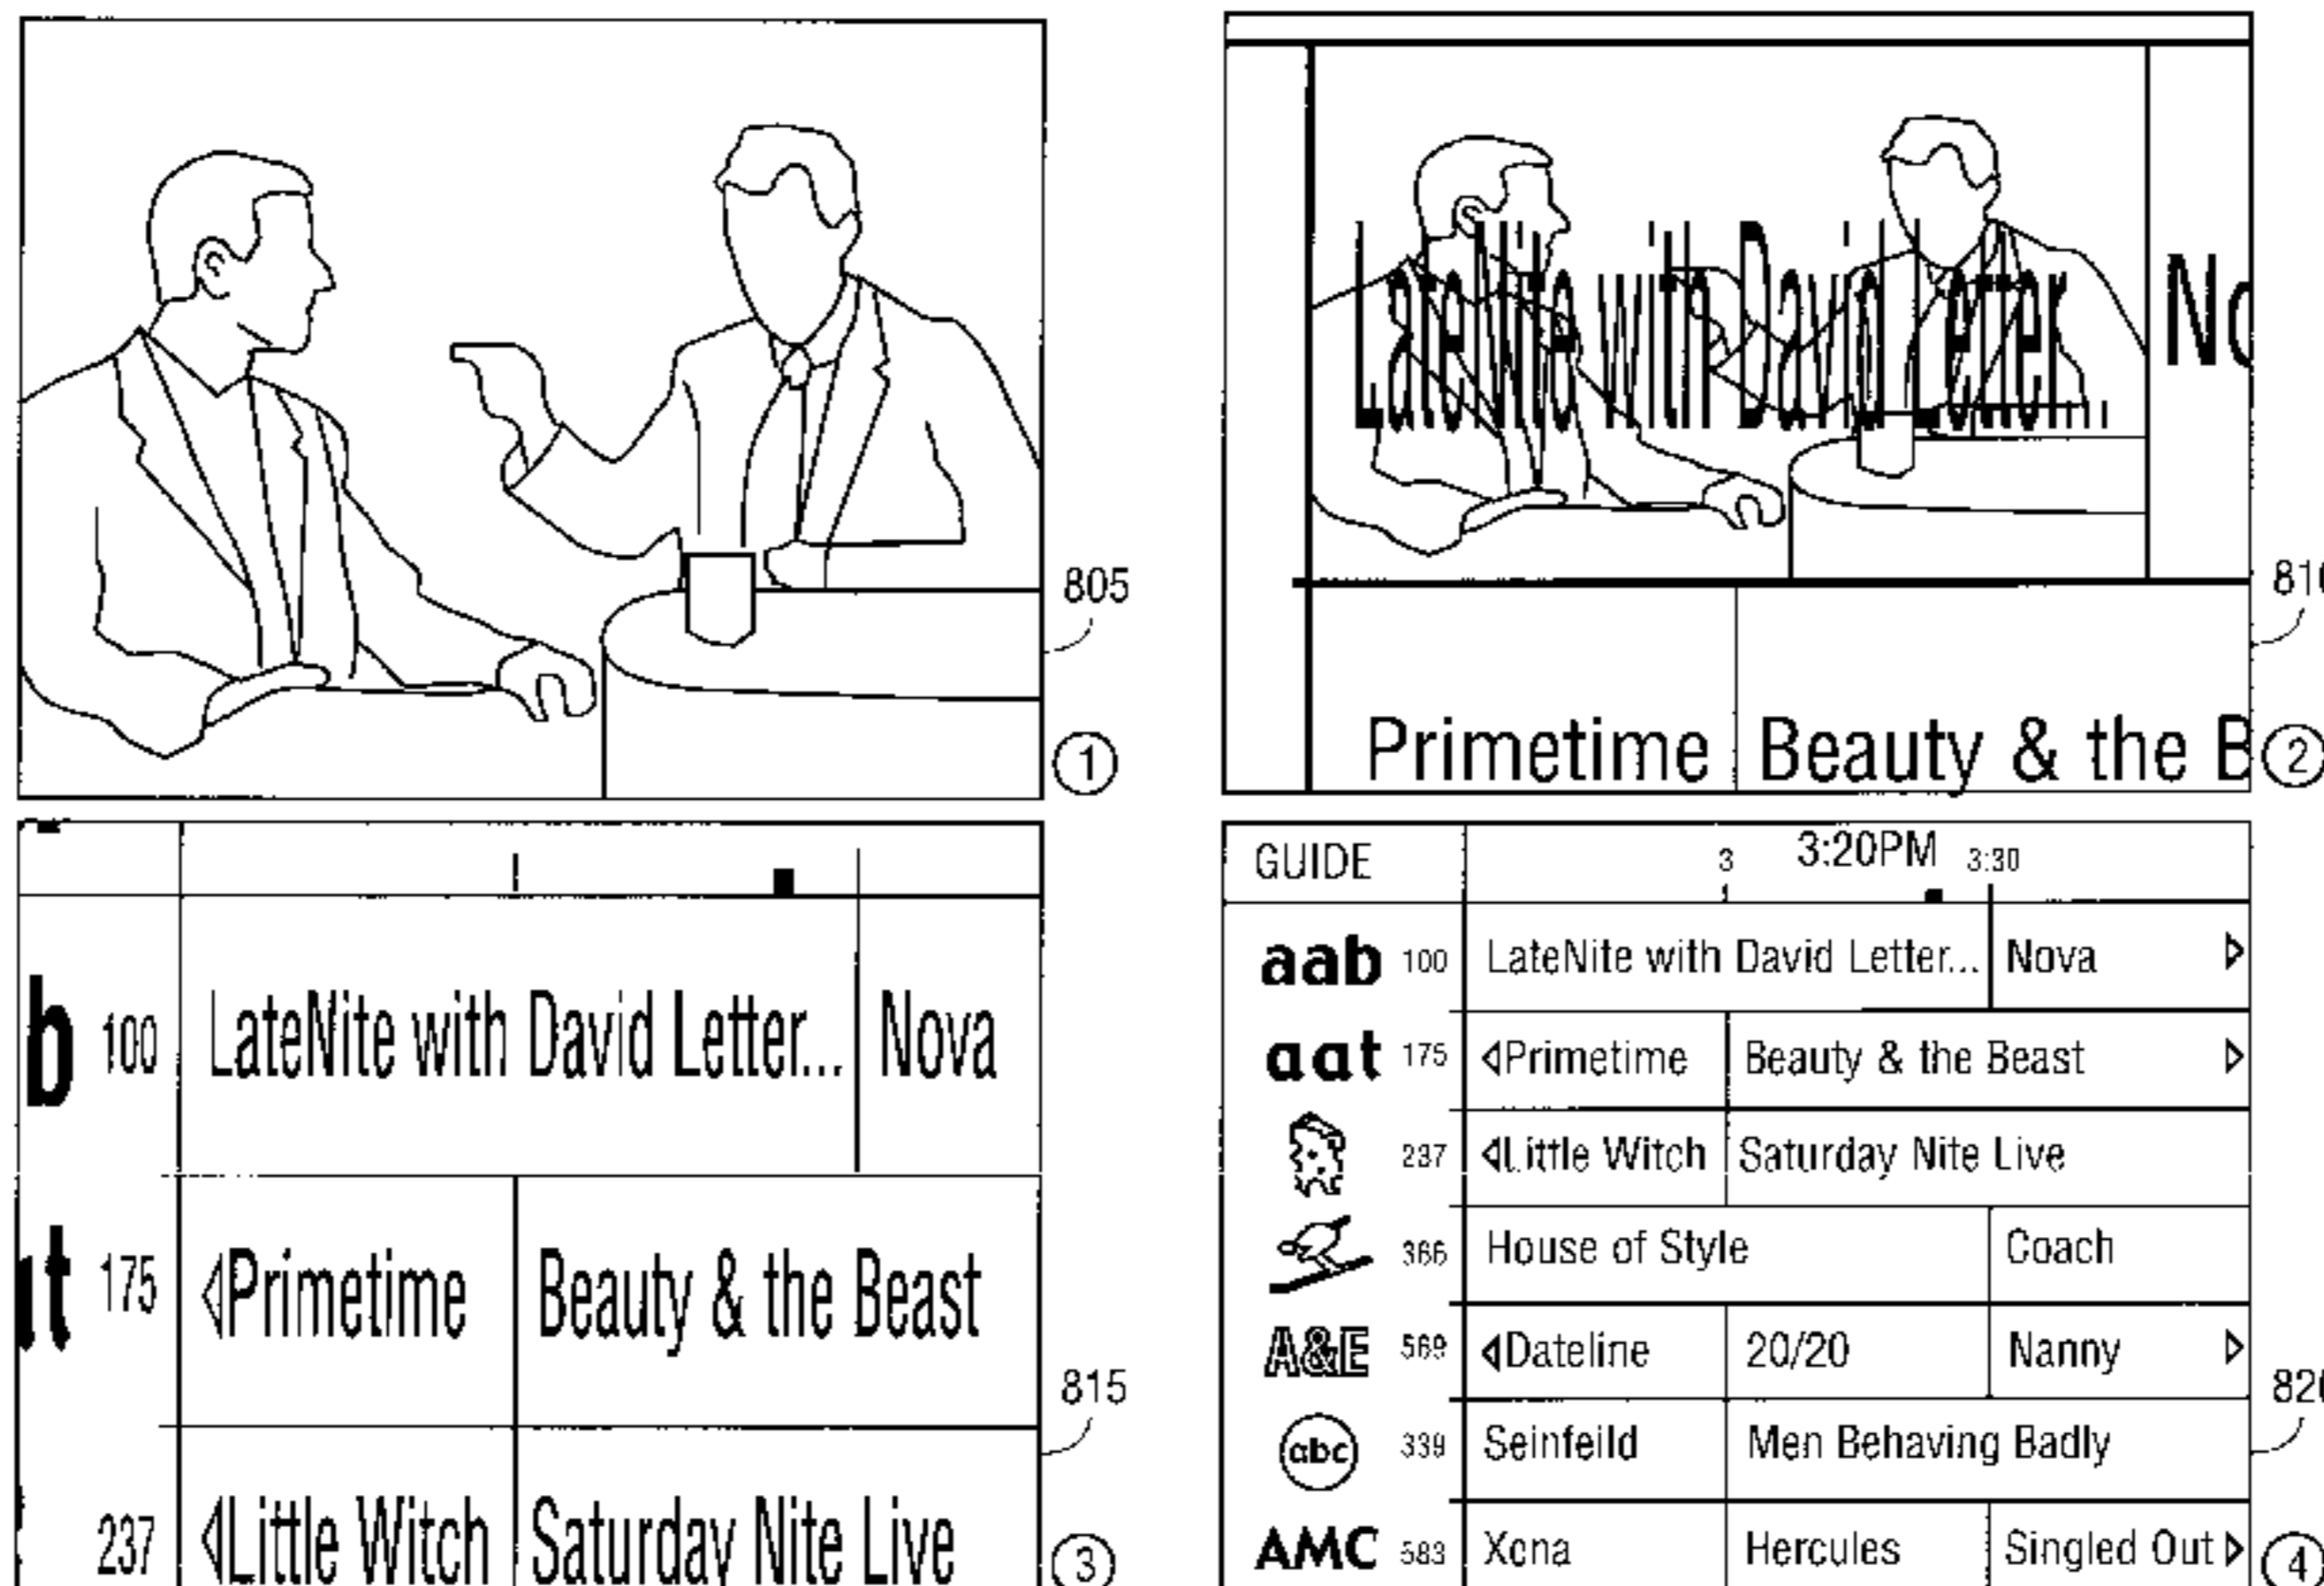 805
1
LateNite with David Letter... No
81
Primetime Beauty & the B
2
b 100 LateNite with David Letter... Nova
175 ◁Primetime Beauty & the Beast
815
237 ◁Little Witch Saturday Nite Live
3
GUIDE 3 3:20PM 3:30
aab 100 LateNite with David Letter... Nova ▷
aat 175 ◁Primetime Beauty & the Beast ▷
237 ◁Little Witch Saturday Nite Live
366 House of Style Coach
A&E 569 ◁Dateline 20/20 Nanny ▷
82
abc 339 Seinfeild Men Behaving Badly
AMC 583 Xena Hercules Singled Out ▷
4